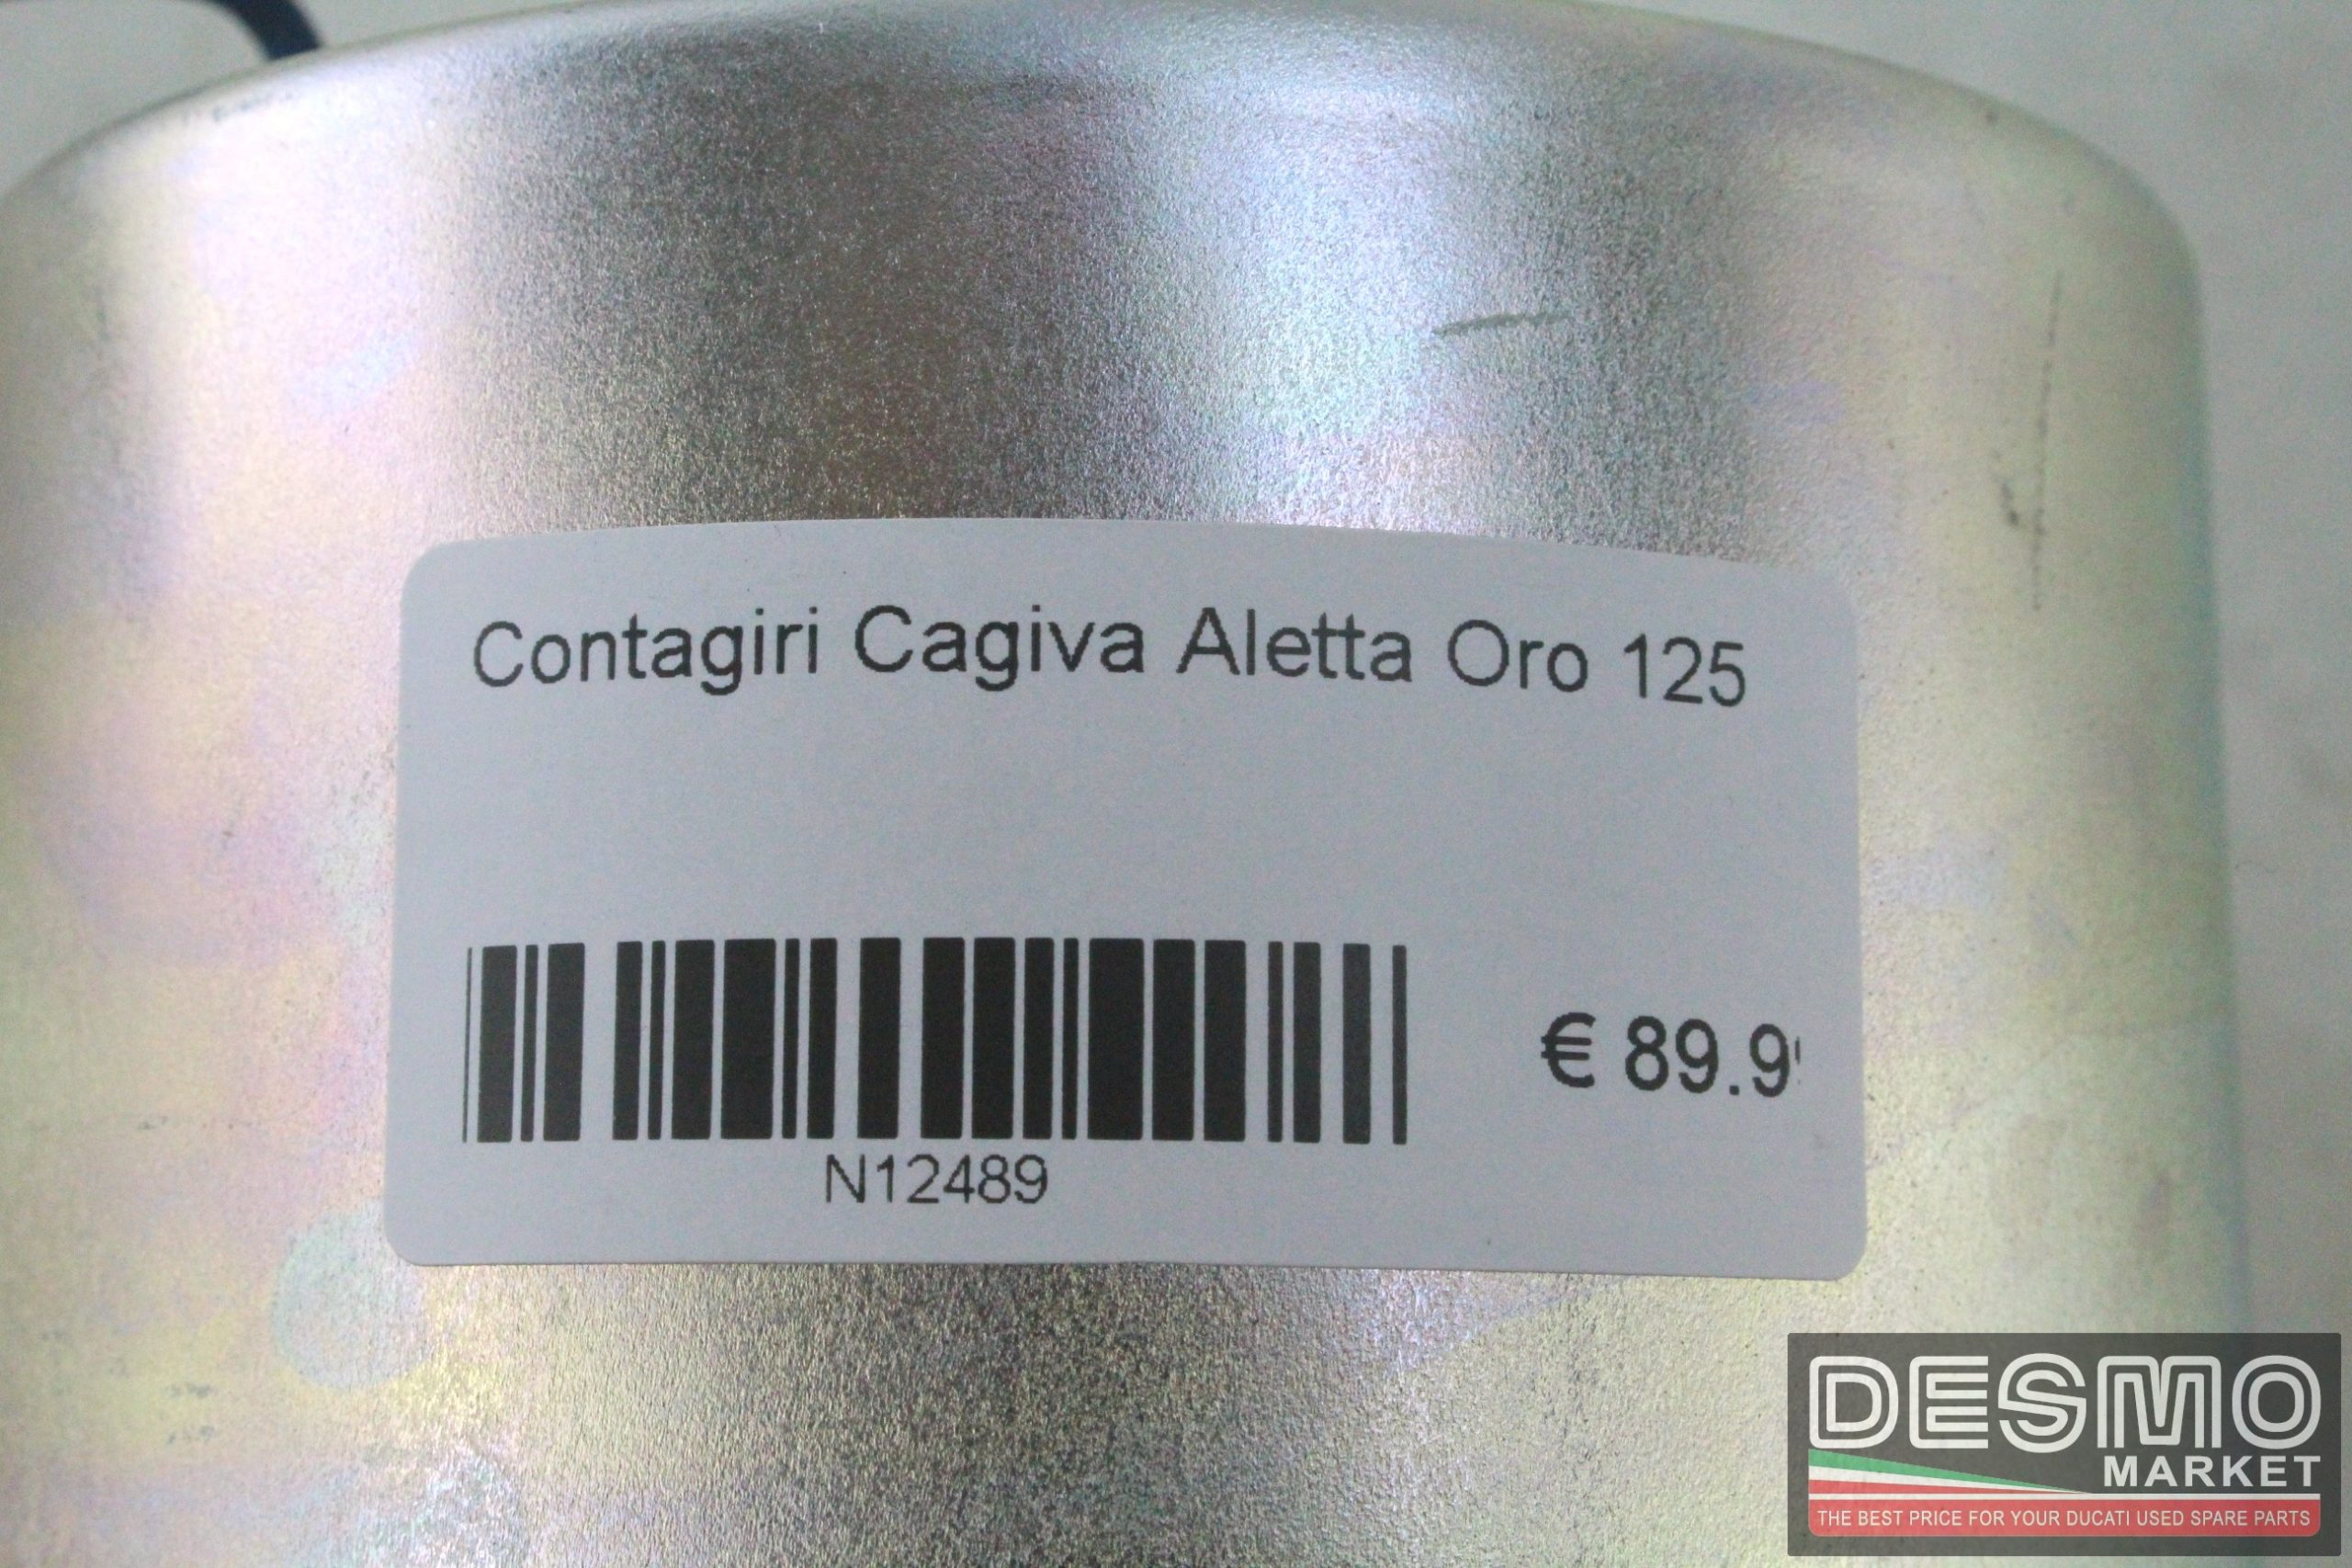 Contagiri Cagiva Aletta Oro 125
€ 89.9
N12489
DESMO
MARKET
THE BEST PRICE FOR YOUR DUCATI USED SPARE PARTS